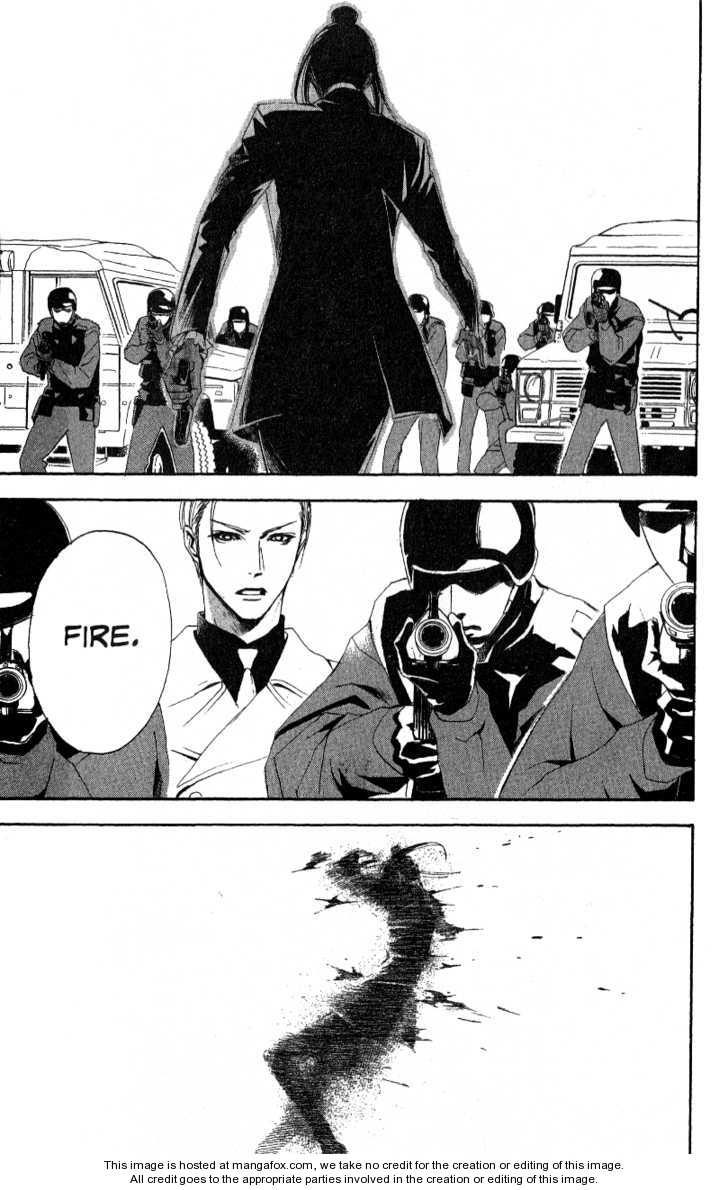 FIRE.
This image is hosted at mangafox.com, we take no credit for the creation or editing of this image.
All credit goes to the appropriate parties involved in the creation or editing of this image.